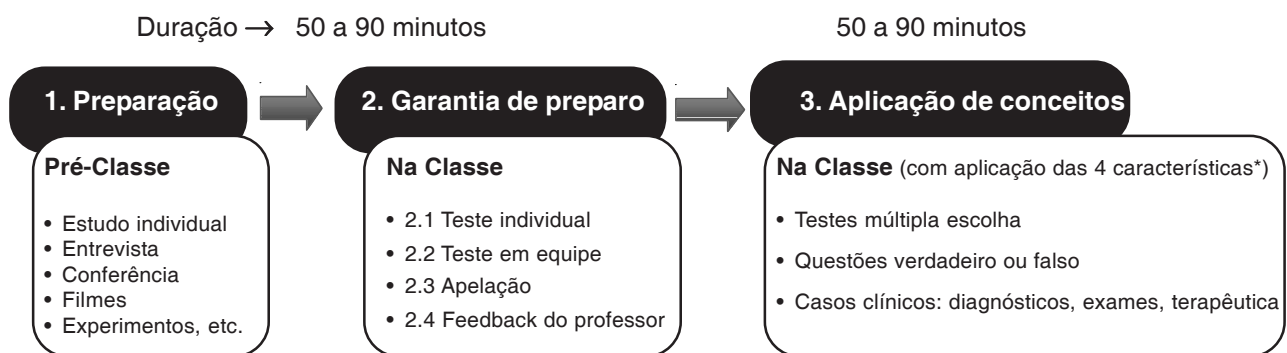 Duração → 50 a 90 minutos
50 a 90 minutos
1. Preparação
Pré-Classe
• Estudo individual
• Entrevista
• Conferência
• Filmes
• Experimentos, etc.
2. Garantia de preparo
Na Classe
• 2.1 Teste individual
• 2.2 Teste em equipe
• 2.3 Apelação
• 2.4 Feedback do professor
3. Aplicação de conceitos
Na Classe (com aplicação das 4 características*)
• Testes múltipla escolha
• Questões verdadeiro ou falso
• Casos clínicos: diagnósticos, exames, terapêutica